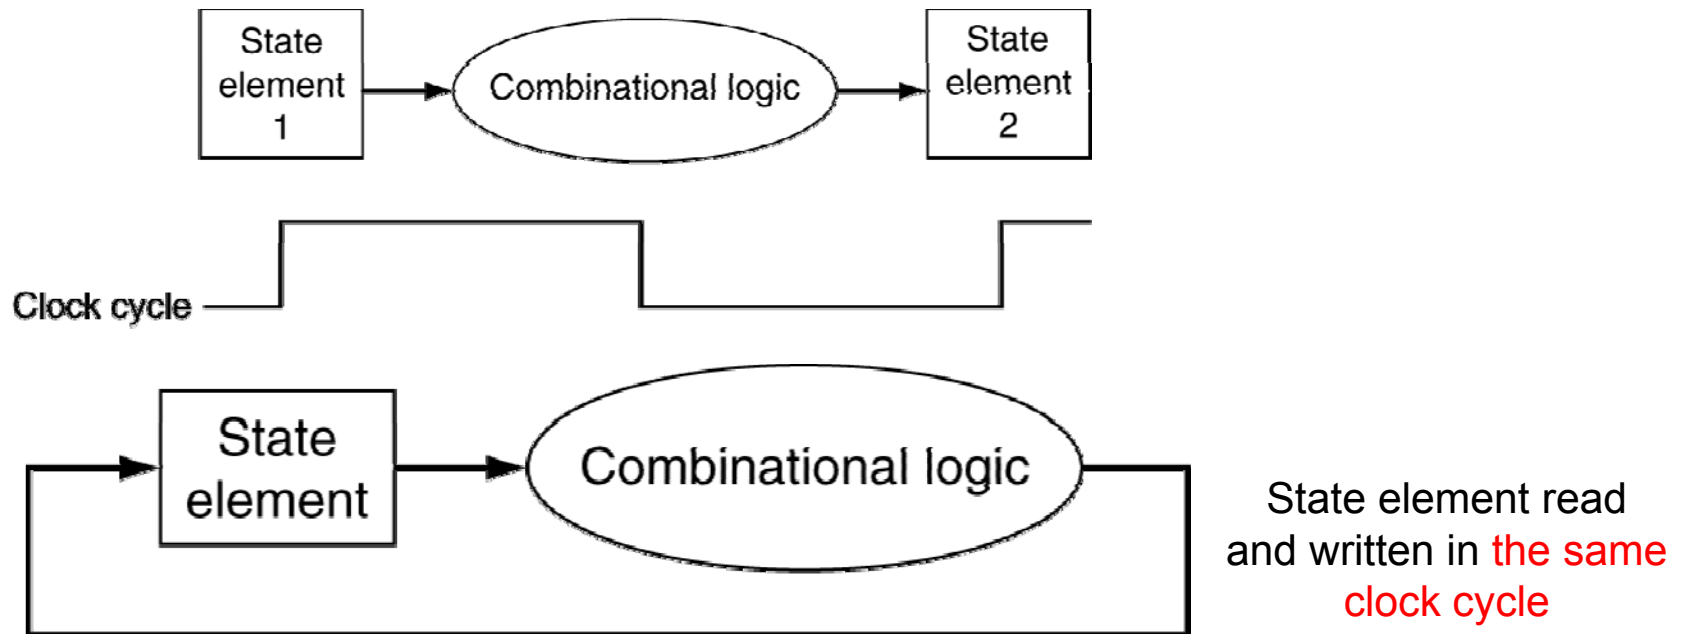 State
element
1
Combinational logic
State
element
2
Clock cycle
State
element
Combinational logic
State element read
and written in the same
clock cycle